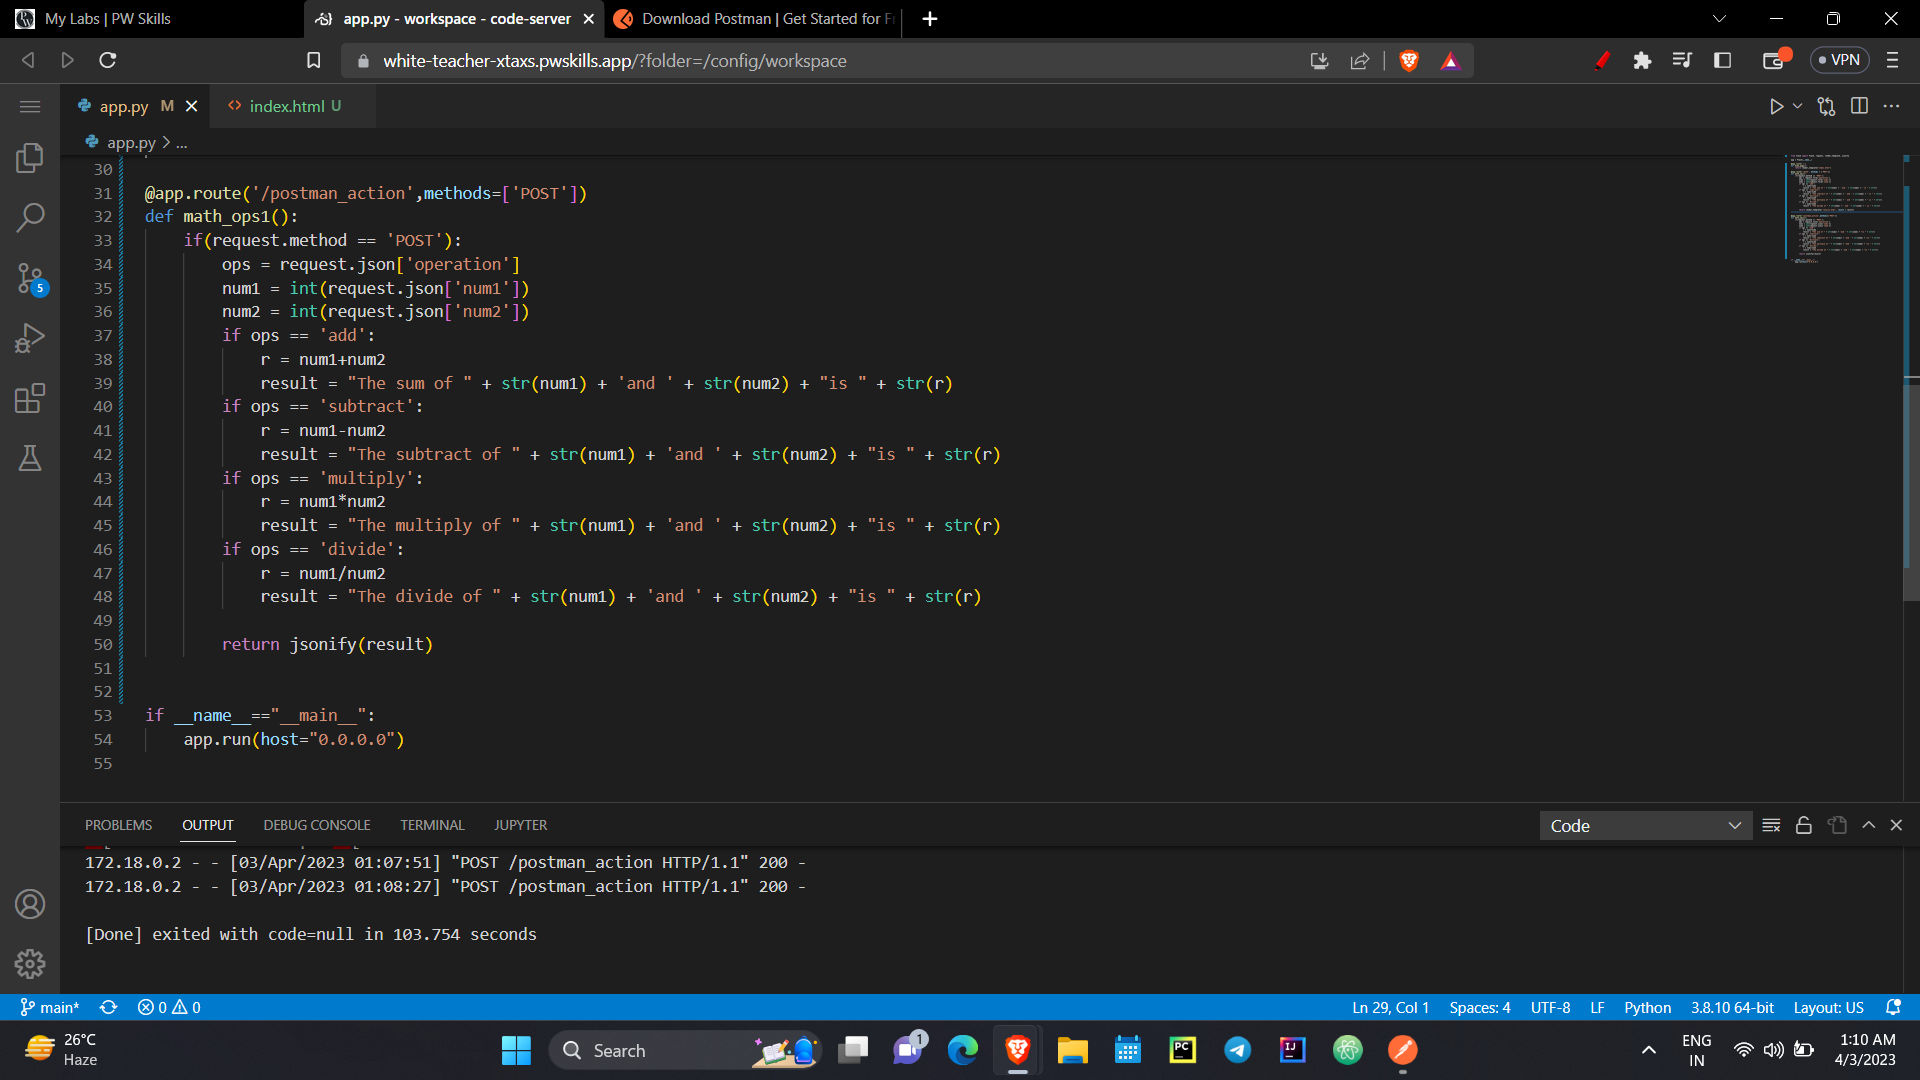 My Labs | PW Skills
app.py - workspace - code-server
Download Postman | Get Started for F
white-teacher-xtaxs.pwskills.app/?folder=/config/workspace
VPN
app.py M
index.html U
app.py > ...
30
31 @app.route('/postman_action',methods=['POST'])
32 def math_ops1():
33 if(request.method == 'POST'):
34 ops = request.json['operation']
35 num1 = int(request.json['num1'])
36 num2 = int(request.json['num2'])
37 if ops == 'add':
38 r = num1+num2
39 result = "The sum of " + str(num1) + 'and ' + str(num2) + "is " + str(r)
40 if ops == 'subtract':
41 r = num1-num2
42 result = "The subtract of " + str(num1) + 'and ' + str(num2) + "is " + str(r)
43 if ops == 'multiply':
44 r = num1*num2
45 result = "The multiply of " + str(num1) + 'and ' + str(num2) + "is " + str(r)
46 if ops == 'divide':
47 r = num1/num2
48 result = "The divide of " + str(num1) + 'and ' + str(num2) + "is " + str(r)
49
50 return jsonify(result)
51
52
53 if __name__=="__main__":
54 app.run(host="0.0.0.0")
55
5
PROBLEMS OUTPUT DEBUG CONSOLE TERMINAL JUPYTER
Code
172.18.0.2 - - [03/Apr/2023 01:07:51] "POST /postman_action HTTP/1.1" 200 -
172.18.0.2 - - [03/Apr/2023 01:08:27] "POST /postman_action HTTP/1.1" 200 -
[Done] exited with code=null in 103.754 seconds
main* 0 0
Ln 29, Col 1 Spaces: 4 UTF-8 LF Python 3.8.10 64-bit Layout: US
26°C
Haze
Search
1
PC
IJ
ENG
IN
1:10 AM
4/3/2023